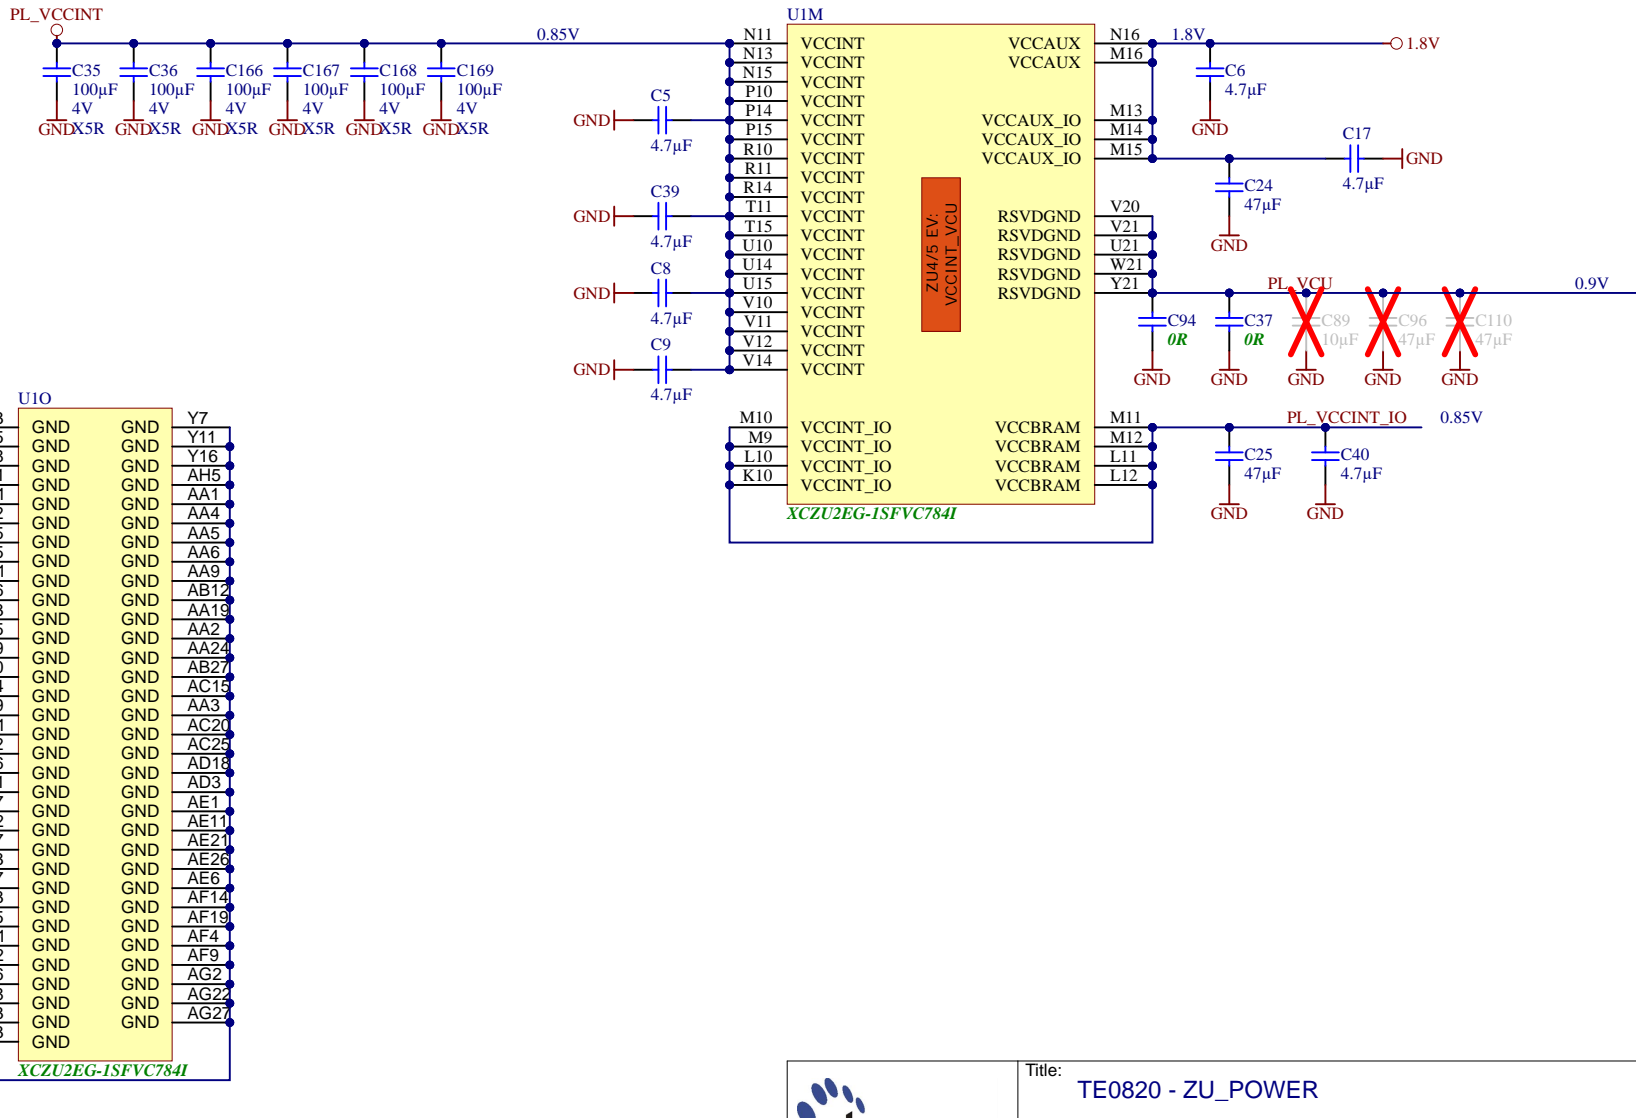 PL_VCCINT
0.85V
C35
100µF
4V
X5R
GND
C36
100µF
4V
X5R
GND
C166
100µF
4V
X5R
GND
C167
100µF
4V
X5R
GND
C168
100µF
4V
X5R
GND
C169
100µF
4V
X5R
GND
GND C5
4.7µF
GND C39
4.7µF
GND C8
4.7µF
GND C9
4.7µF
U1M
N11 VCCINT VCCAUX N16
N13 VCCINT VCCAUX M16
N15 VCCINT
P10 VCCINT
P14 VCCINT VCCAUX_IO M13
P15 VCCINT VCCAUX_IO M14
R10 VCCINT VCCAUX_IO M15
R11 VCCINT
R14 VCCINT
T11 VCCINT RSVDGND V20
T15 VCCINT RSVDGND V21
U10 VCCINT RSVDGND U21
U14 VCCINT RSVDGND W21
U15 VCCINT RSVDGND Y21
V10 VCCINT
V11 VCCINT
V12 VCCINT
V14 VCCINT
M10 VCCINT_IO VCCBRAM M11
M9 VCCINT_IO VCCBRAM M12
L10 VCCINT_IO VCCBRAM L11
K10 VCCINT_IO VCCBRAM L12
ZU4/5 EV:
VCCINT_VCU
XCZU2EG-1SFVC784I
1.8V
1.8V
C6
4.7µF
GND
C17
4.7µF
GND
C24
47µF
GND
PL_VCU
0.9V
C94
0R
GND
C37
0R
GND
C89
10µF
GND
C96
47µF
GND
C110
47µF
GND
PL_VCCINT_IO
0.85V
C25
47µF
GND
C40
4.7µF
GND
U1O
GND GND Y7
GND GND Y11
GND GND Y16
GND GND AH5
GND GND AA1
GND GND AA4
GND GND AA5
GND GND AA6
GND GND AA9
GND GND AB12
GND GND AA19
GND GND AA2
GND GND AA24
GND GND AB27
GND GND AC15
GND GND AA3
GND GND AC20
GND GND AC25
GND GND AD18
GND GND AD3
GND GND AE1
GND GND AE11
GND GND AE21
GND GND AE26
GND GND AE6
GND GND AF14
GND GND AF19
GND GND AF4
GND GND AF9
GND GND AG2
GND GND AG22
GND GND AG27
GND
XCZU2EG-1SFVC784I
Title:
TE0820 - ZU_POWER